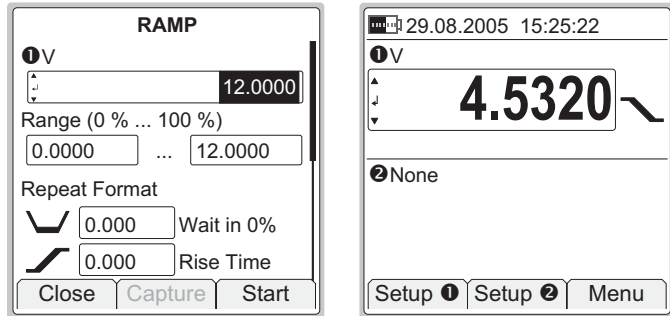 RAMP
❶V
12.0000
Range (0 % ... 100 %)
0.0000 ... 12.0000
Repeat Format
0.000 Wait in 0%
0.000 Rise Time
Close Capture Start
29.08.2005 15:25:22
❶V
4.5320
❷None
Setup ❶ Setup ❷ Menu